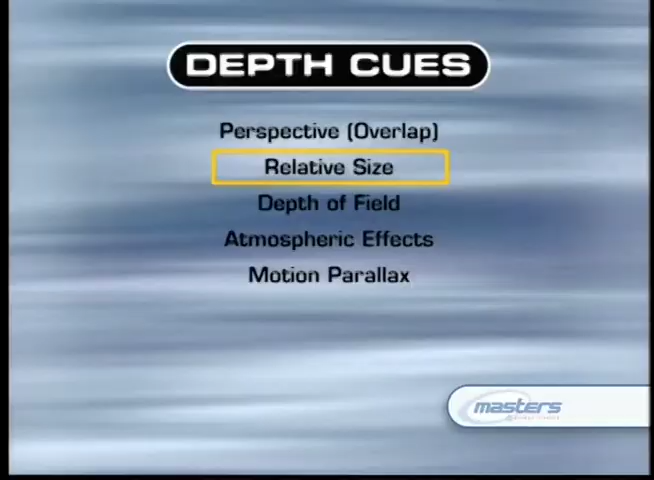 DEPTH CUES
Perspective (Overlap)
Relative Size
Depth of Field
Atmospheric Effects
Motion Parallax
masters